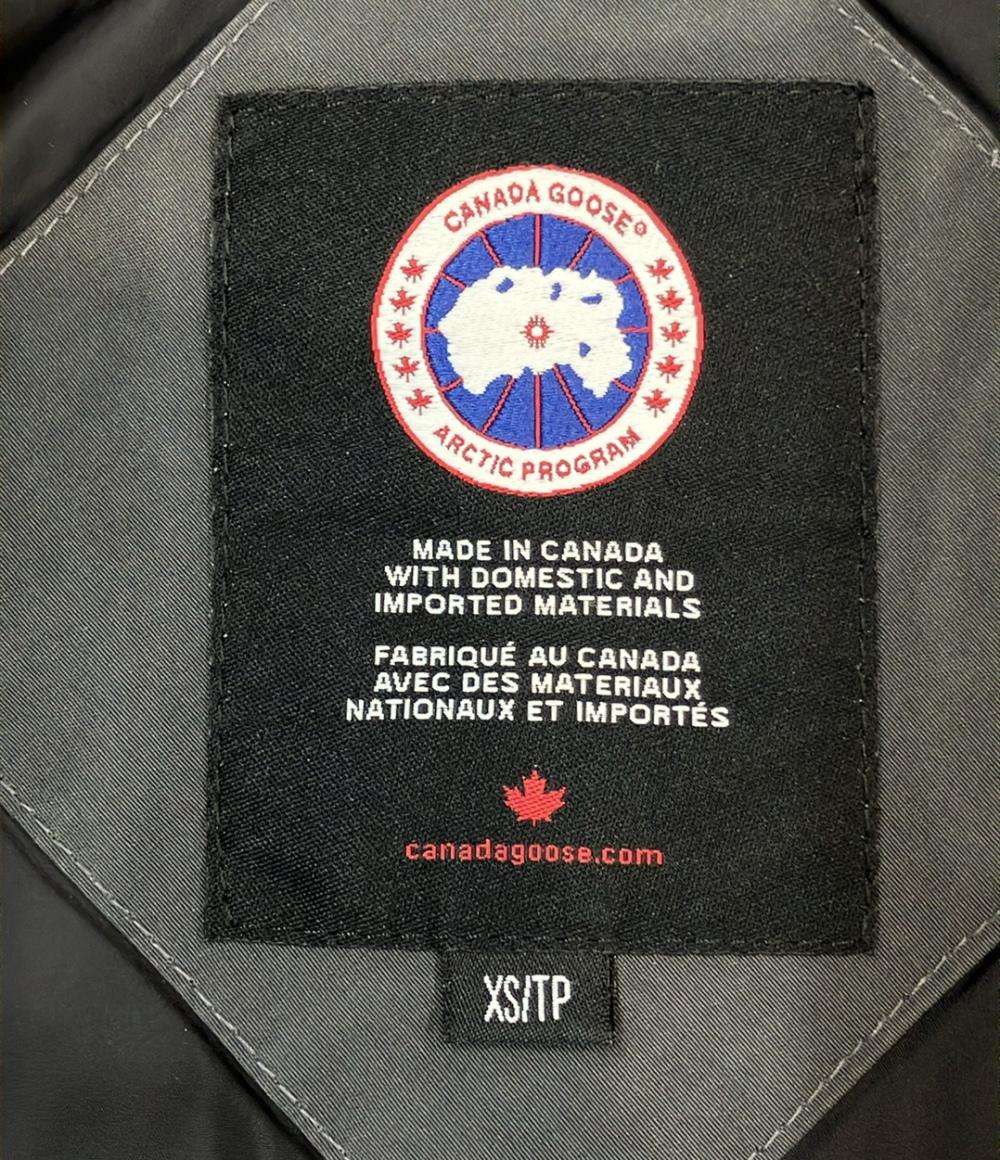 CANADA GOOSE®
ARCTIC PROGRAM
MADE IN CANADA
WITH DOMESTIC AND
IMPORTED MATERIALS
FABRIQUÉ AU CANADA
AVEC DES MATERIAUX
NATIONAUX ET IMPORTÉS
canadagoose.com
XS/TP